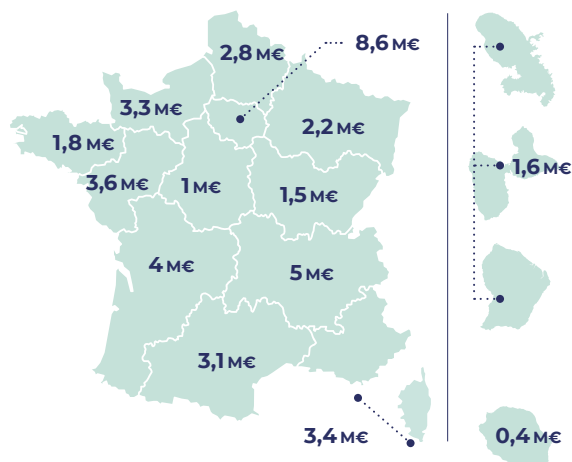 8,6 M€
2,8 M€
3,3 M€
2,2 M€
1,8 M€
1,6 M€
3,6 M€
1 M€
1,5 M€
4 M€
5 M€
3,1 M€
3,4 M€
0,4 M€